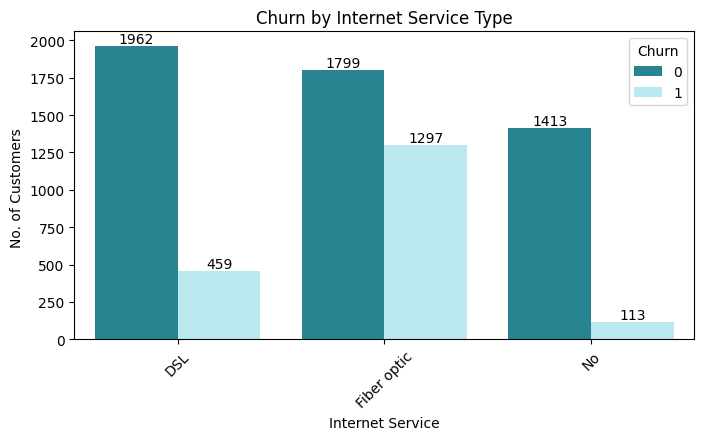 Churn by Internet Service Type
No. of Customers
2000
1750
1500
1250
1000
750
500
250
0
1962
459
1799
1297
1413
113
Churn
0
1
DSL
Fiber optic
No
Internet Service